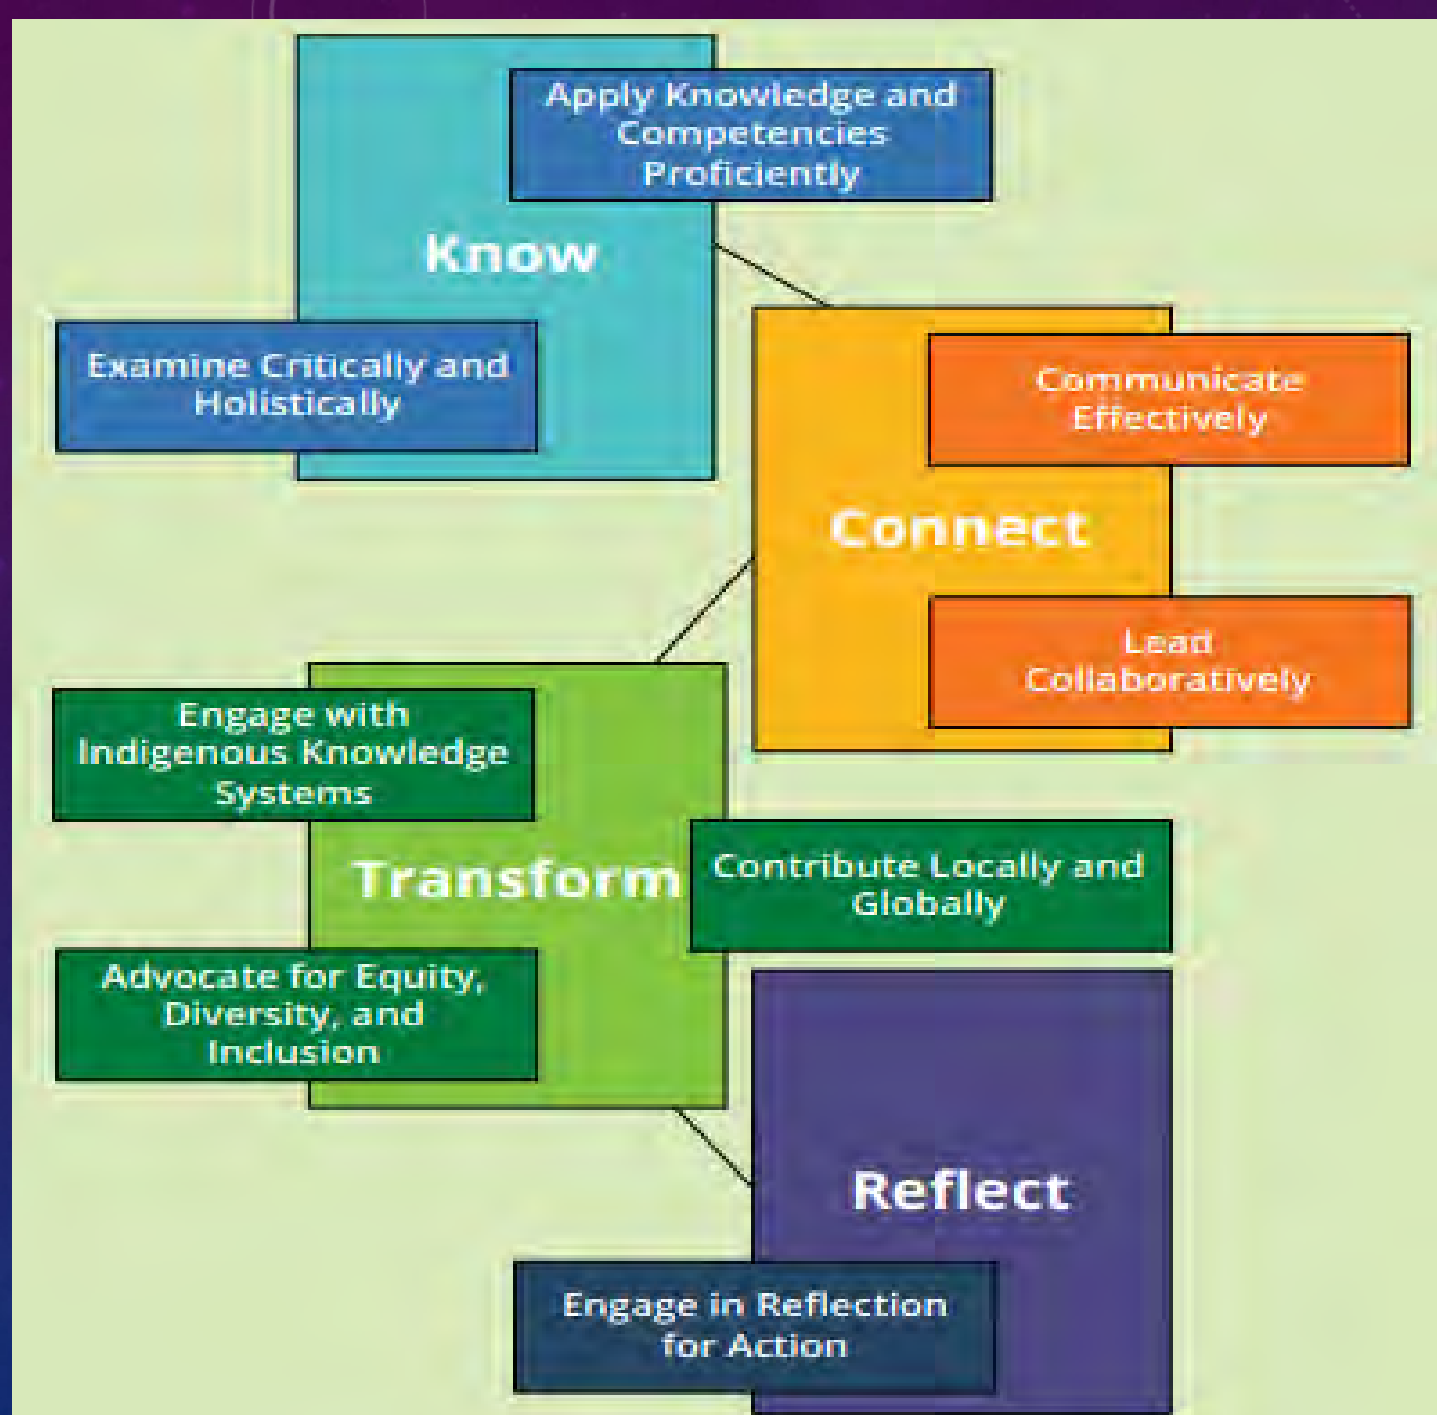 Apply Knowledge and
Competencies
Proficiently
Know
Examine Critically and
Holistically
Communicate
Effectively
Connect
Lead
Collaboratively
Engage with
Indigenous Knowledge
Systems
Transform
Contribute Locally and
Globally
Advocate for Equity,
Diversity, and
Inclusion
Reflect
Engage in Reflection
for Action